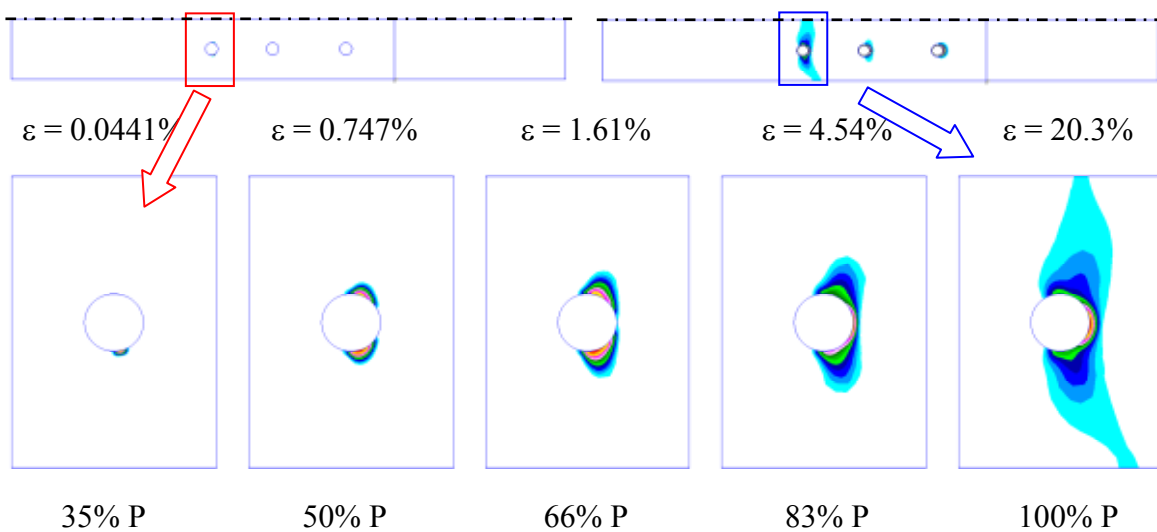 ε = 0.0441% ε = 0.747% ε = 1.61% ε = 4.54% ε = 20.3%
35% P 50% P 66% P 83% P 100% P